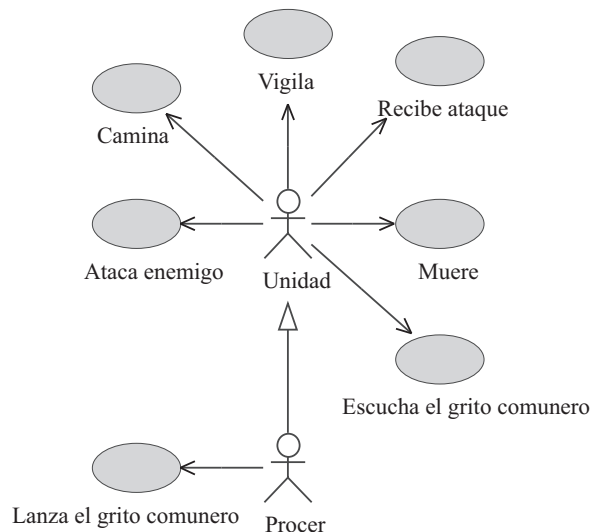 Vigila
Recibe ataque
Camina
Ataca enemigo
Unidad
Muere
Escucha el grito comunero
Lanza el grito comunero
Procer